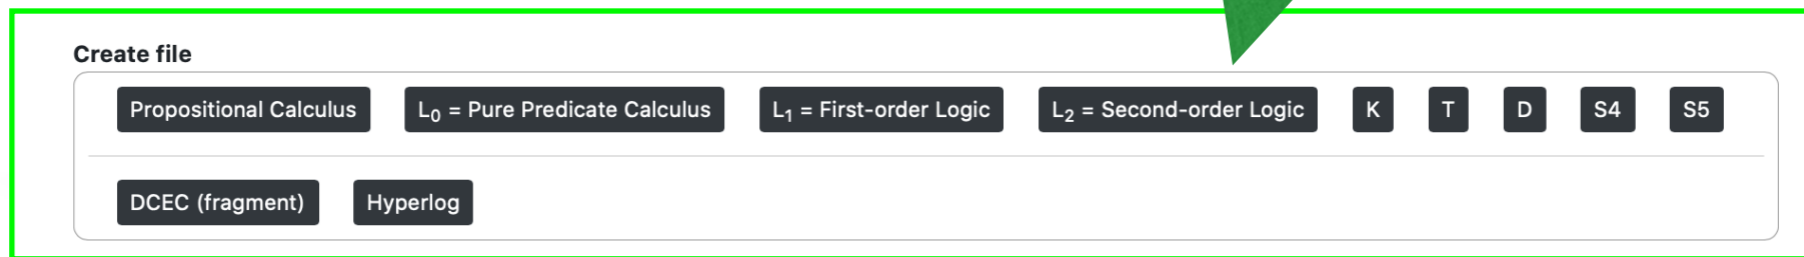 Create file
Propositional Calculus L₀ = Pure Predicate Calculus L₁ = First-order Logic L₂ = Second-order Logic K T D S4 S5
DCEC (fragment) Hyperlog